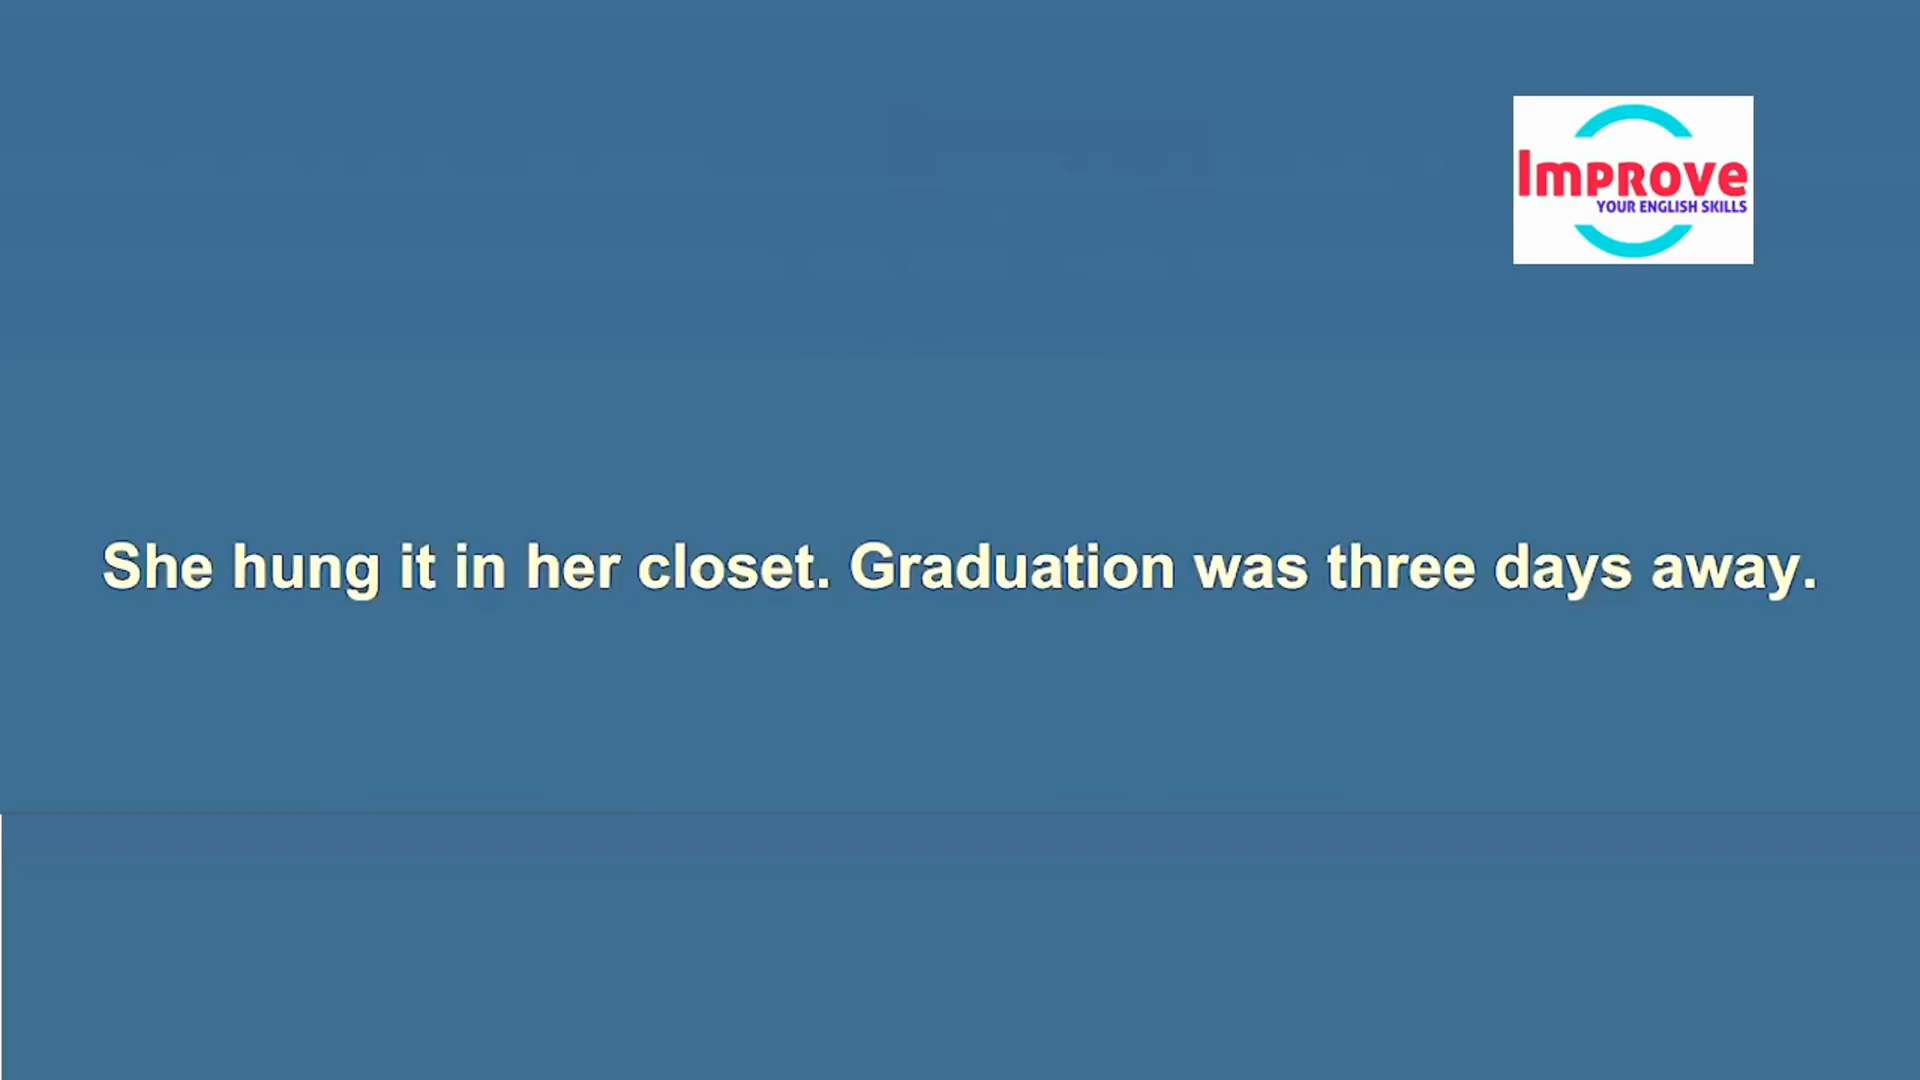 Improve
YOUR ENGLISH SKILLS
She hung it in her closet. Graduation was three days away.